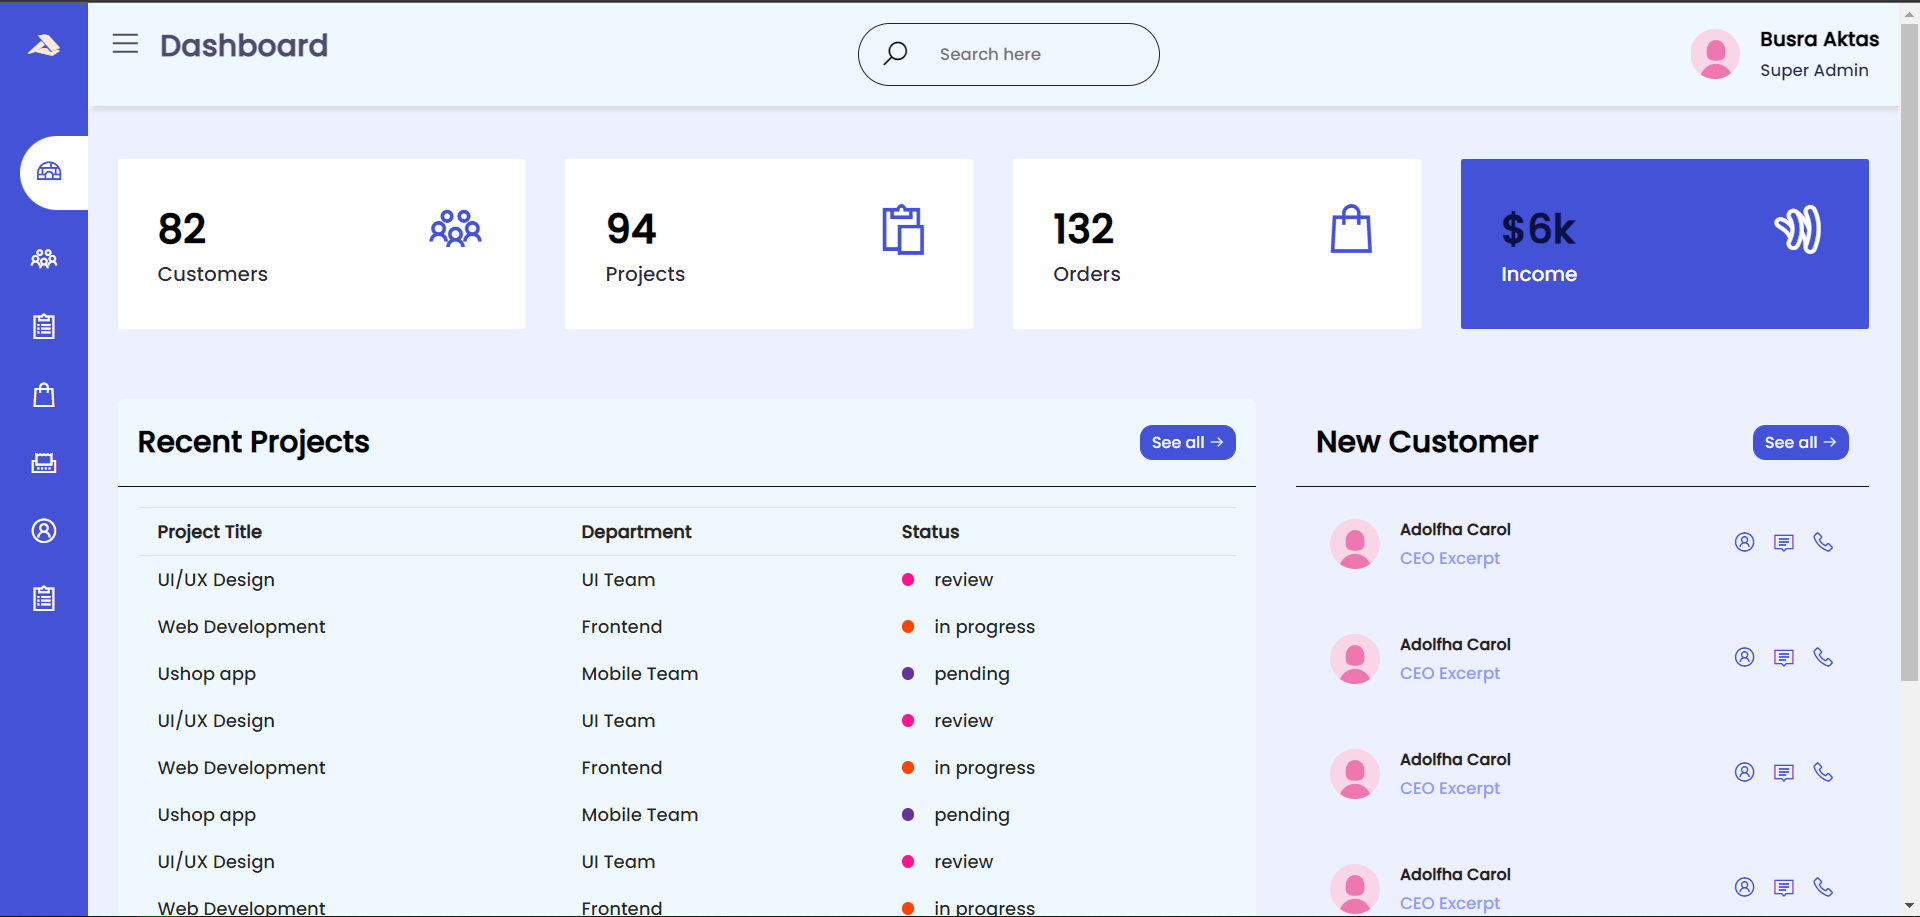 Dashboard
Search here
Busra Aktas
Super Admin
82
Customers
94
Projects
132
Orders
$6k
Income
Recent Projects
See all →
Project Title Department Status
UI/UX Design UI Team review
Web Development Frontend in progress
Ushop app Mobile Team pending
UI/UX Design UI Team review
Web Development Frontend in progress
Ushop app Mobile Team pending
UI/UX Design UI Team review
Web Development Frontend in progress
New Customer
See all →
Adolfha Carol
CEO Excerpt
Adolfha Carol
CEO Excerpt
Adolfha Carol
CEO Excerpt
Adolfha Carol
CEO Excerpt